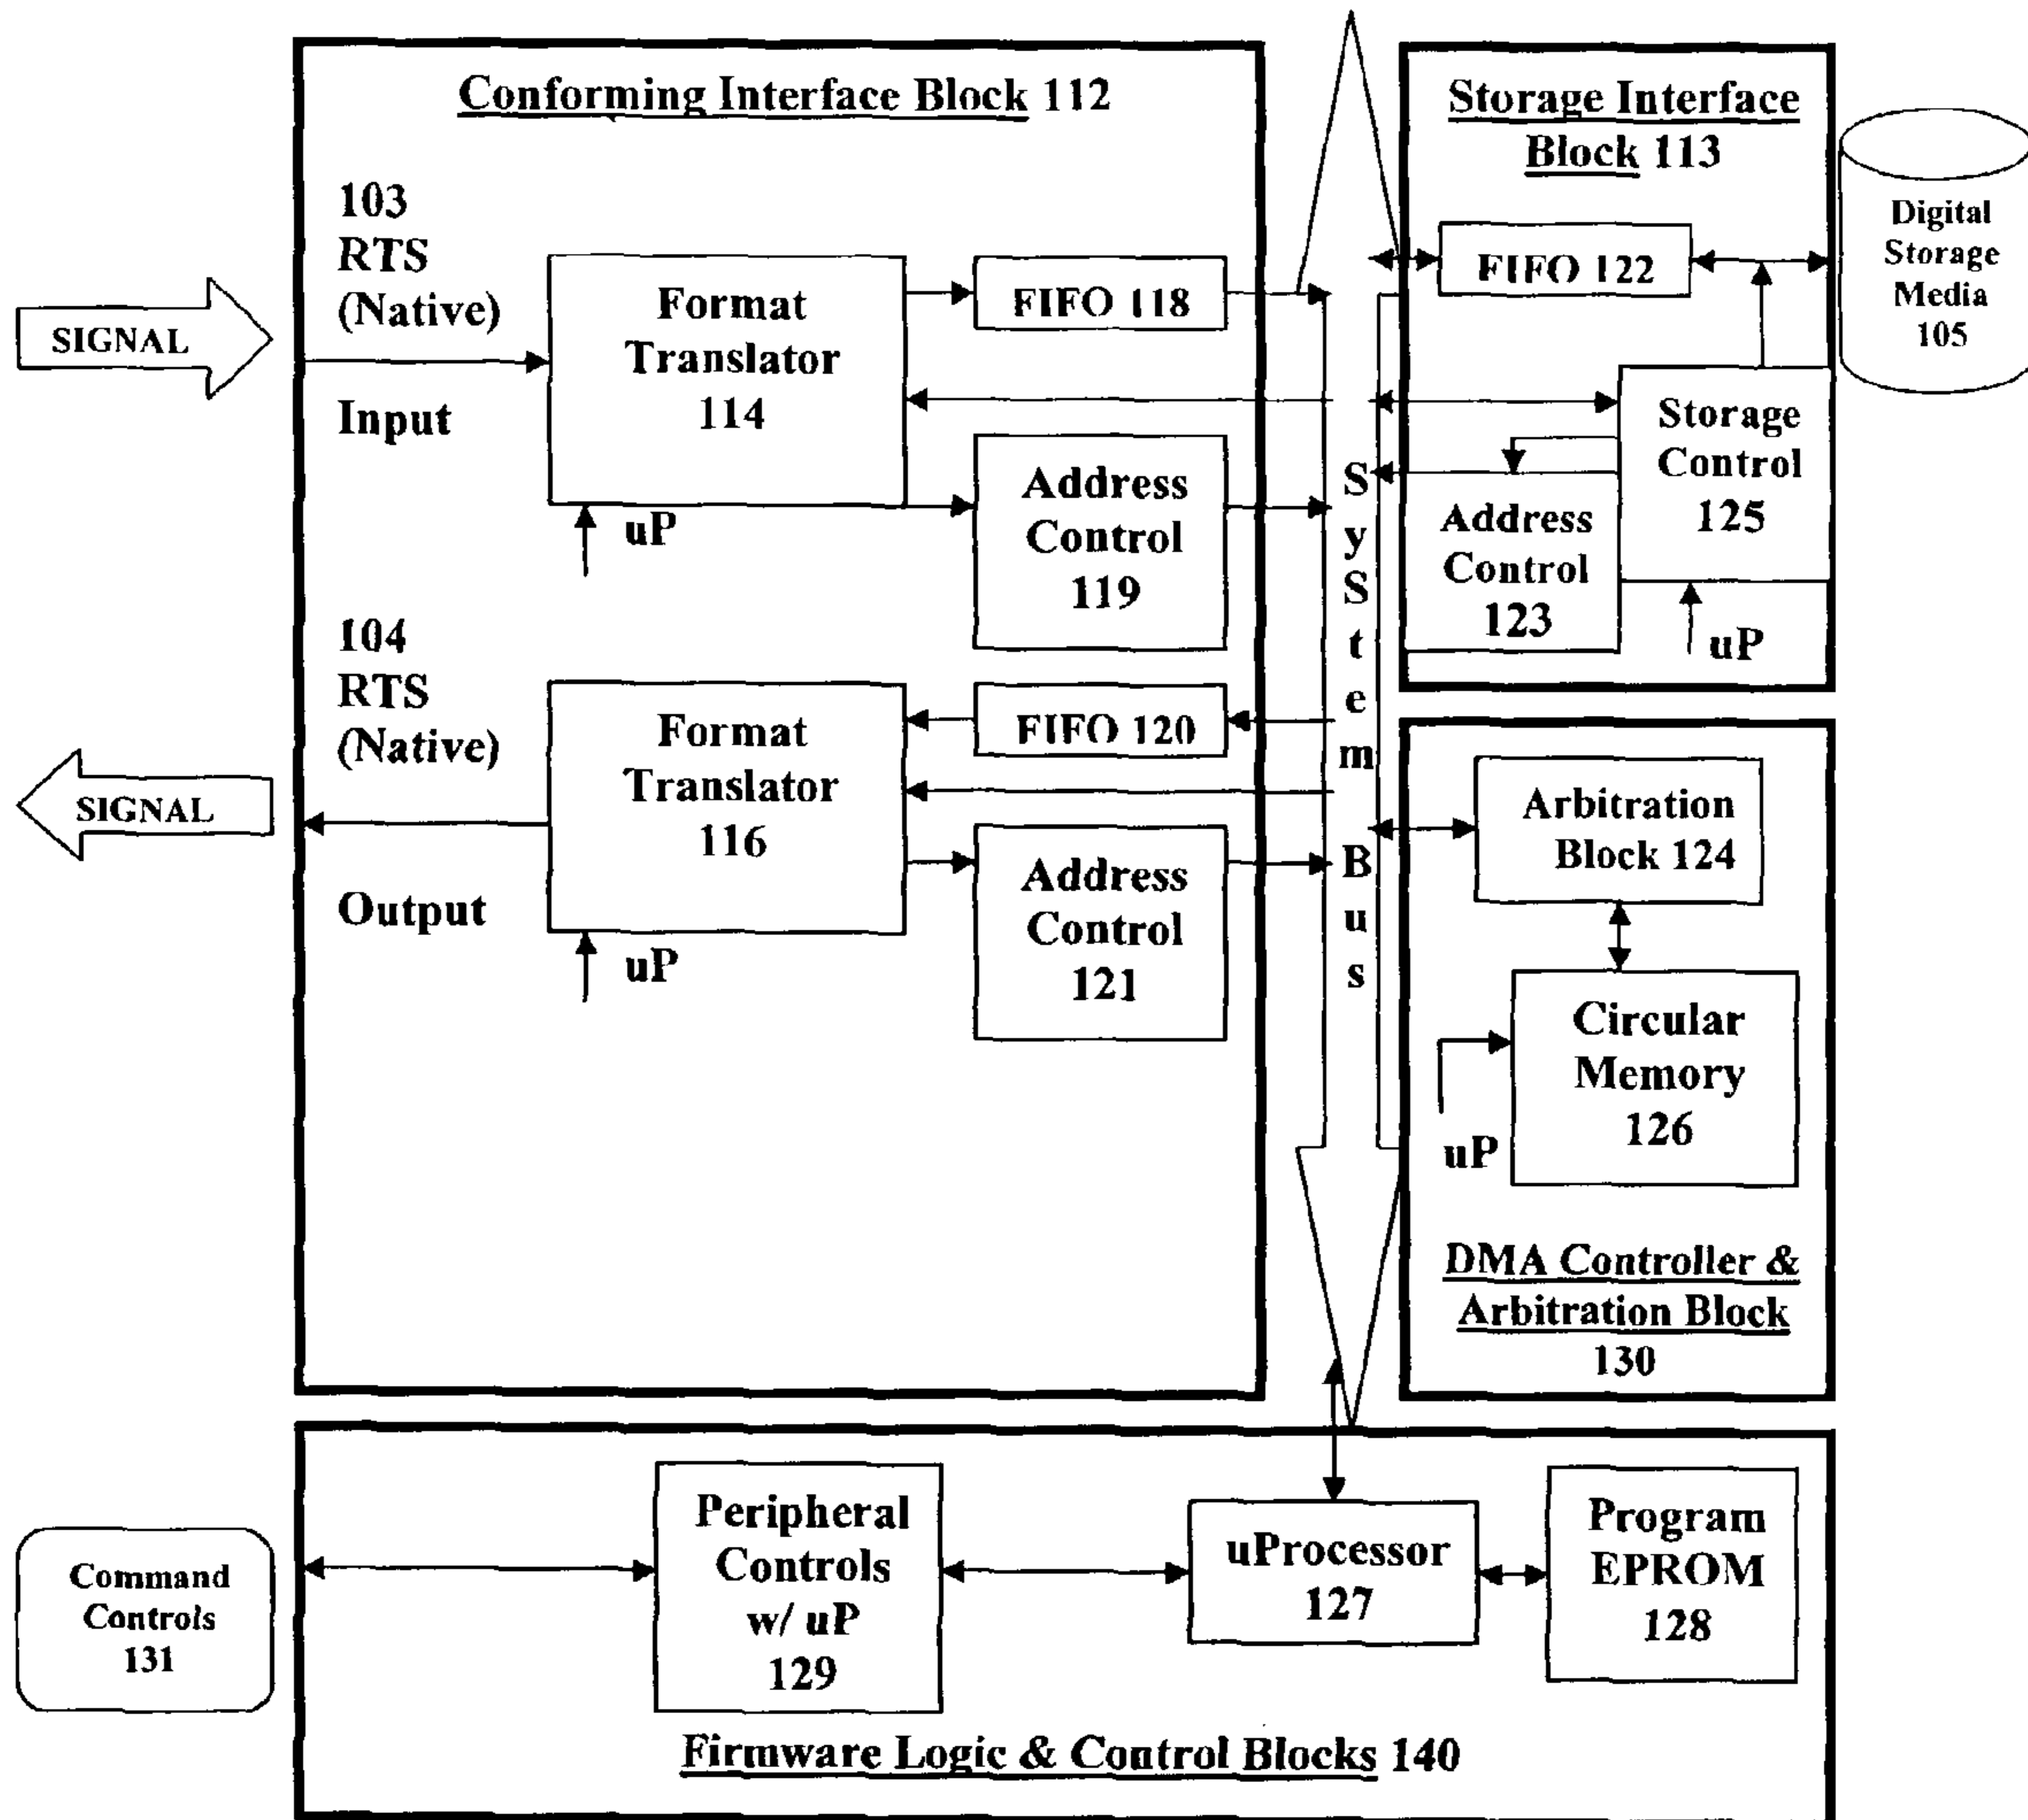 Conforming Interface Block 112
103
RTS
(Native)
SIGNAL
Input
Format
Translator
114
uP
FIFO 118
Address
Control
119
104
RTS
(Native)
SIGNAL
Output
Format
Translator
116
uP
FIFO 120
Address
Control
121
S
y
S
t
e
m
B
u
s
Storage Interface
Block 113
FIFO 122
Storage
Control
125
Address
Control
123
uP
Digital
Storage
Media
105
Arbitration
Block 124
Circular
Memory
126
uP
DMA Controller &
Arbitration Block
130
Command
Controls
131
Peripheral
Controls
w/ uP
129
uProcessor
127
Program
EPROM
128
Firmware Logic & Control Blocks 140